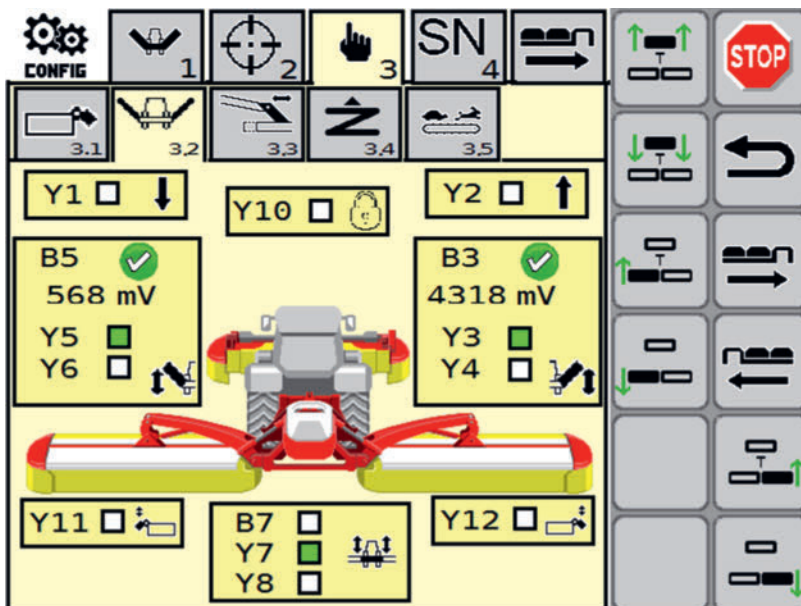 CONFIG
1
2
3
SN
4
3.1
3.2
3.3
3.4
3.5
STOP
Y1
Y10
Y2
B5
568 mV
Y5
Y6
B3
4318 mV
Y3
Y4
Y11
B7
Y7
Y8
Y12